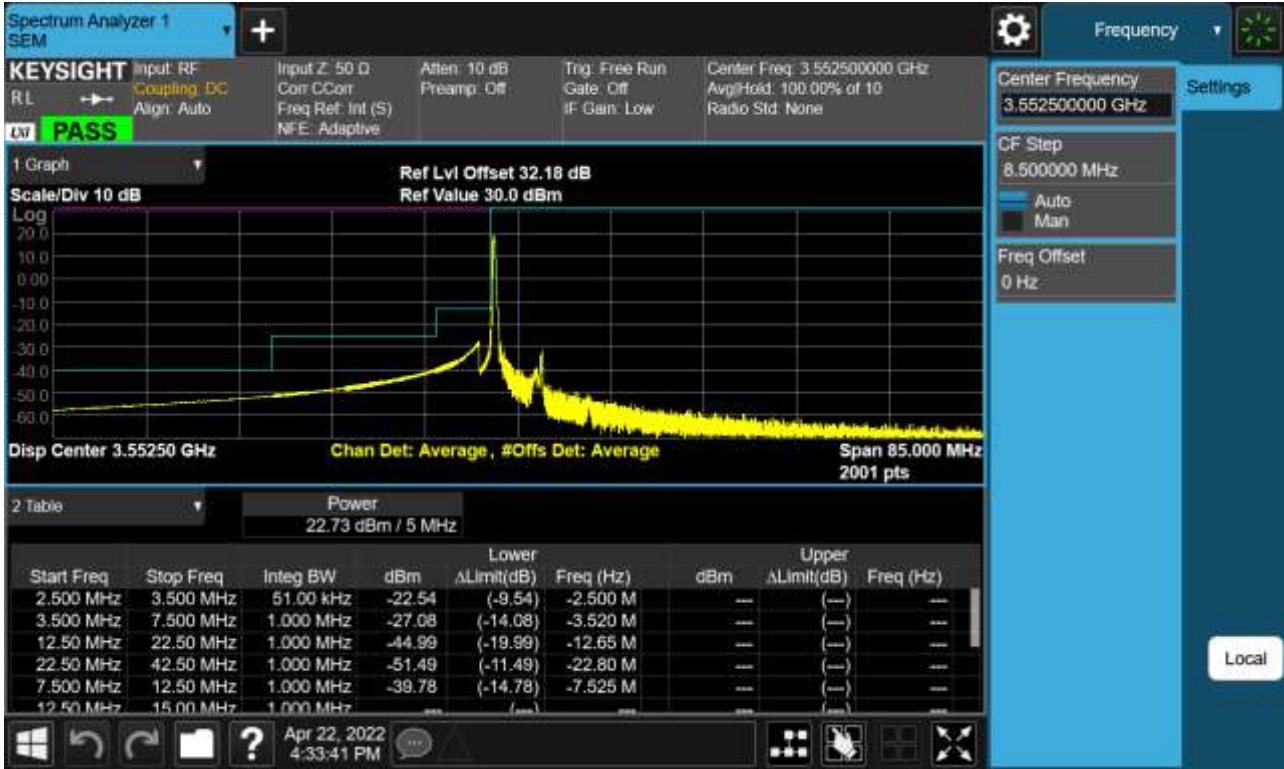 Spectrum Analyzer 1
SEM
Frequency
KEYSIGHT
RL
LXI
PASS
Input: RF
Coupling: DC
Align: Auto
Input Z: 50 Ω
Corr CCorr
Freq Ref: Int (S)
NFE: Adaptive
Atten: 10 dB
Preamp: Off
Trig: Free Run
Gate: Off
IF Gain: Low
Center Freq: 3.552500000 GHz
Avg|Hold: 100.00% of 10
Radio Std: None
Center Frequency
3.552500000 GHz
Settings
CF Step
8.500000 MHz
Auto
Man
Freq Offset
0 Hz
1 Graph
Scale/Div 10 dB
Ref Lvl Offset 32.18 dB
Ref Value 30.0 dBm
Log
20.0
10.0
0.00
-10.0
-20.0
-30.0
-40.0
-50.0
-60.0
Disp Center 3.55250 GHz
Chan Det: Average, #Offs Det: Average
Span 85.000 MHz
2001 pts
2 Table
Power
22.73 dBm / 5 MHz
Lower Upper
Start Freq Stop Freq Integ BW dBm ΔLimit(dB) Freq (Hz) dBm ΔLimit(dB) Freq (Hz)
2.500 MHz 3.500 MHz 51.00 kHz -22.54 (-9.54) -2.500 M --- (---) ---
3.500 MHz 7.500 MHz 1.000 MHz -27.08 (-14.08) -3.520 M --- (---) ---
12.50 MHz 22.50 MHz 1.000 MHz -44.99 (-19.99) -12.65 M --- (---) ---
22.50 MHz 42.50 MHz 1.000 MHz -51.49 (-11.49) -22.80 M --- (---) ---
7.500 MHz 12.50 MHz 1.000 MHz -39.78 (-14.78) -7.525 M --- (---) ---
12.50 MHz 15.00 MHz 1.000 MHz --- (---) --- --- (---) ---
Local
Apr 22, 2022
4:33:41 PM